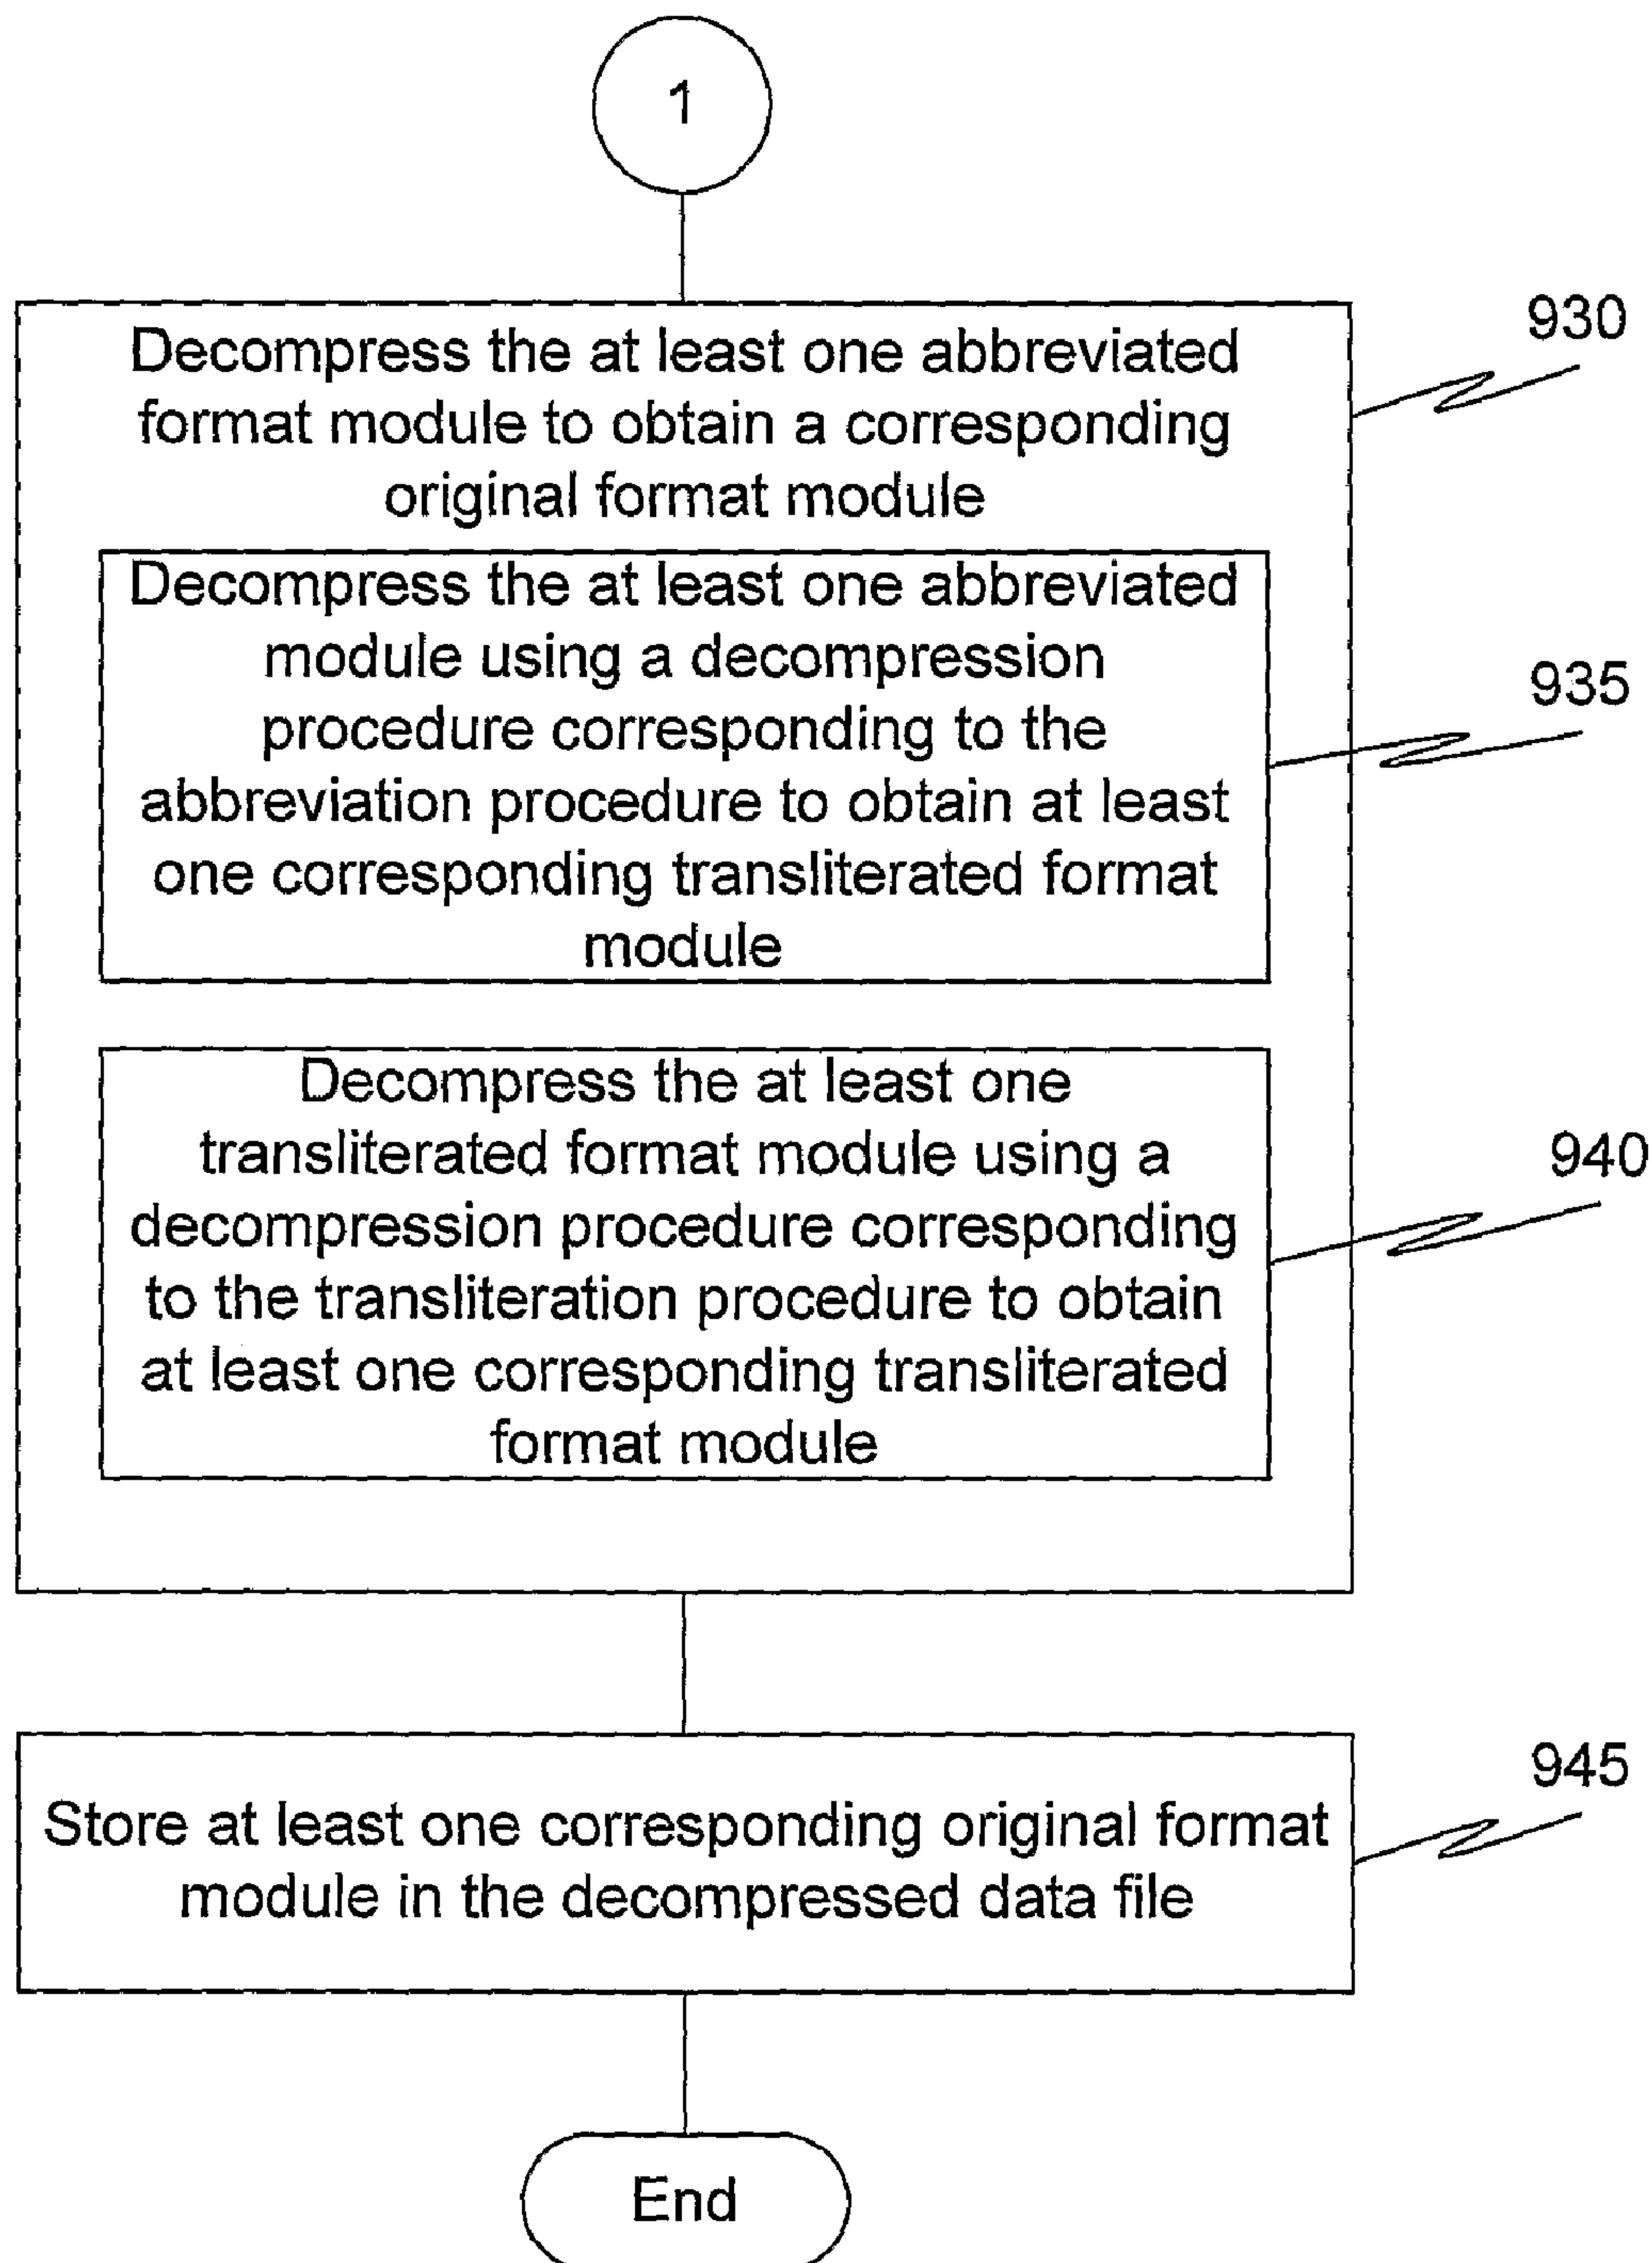 1
Decompress the at least one abbreviated
format module to obtain a corresponding
original format module
930
Decompress the at least one abbreviated
module using a decompression
procedure corresponding to the
abbreviation procedure to obtain at least
one corresponding transliterated format
module
935
Decompress the at least one
transliterated format module using a
decompression procedure corresponding
to the transliteration procedure to obtain
at least one corresponding transliterated
format module
940
Store at least one corresponding original format
module in the decompressed data file
945
End